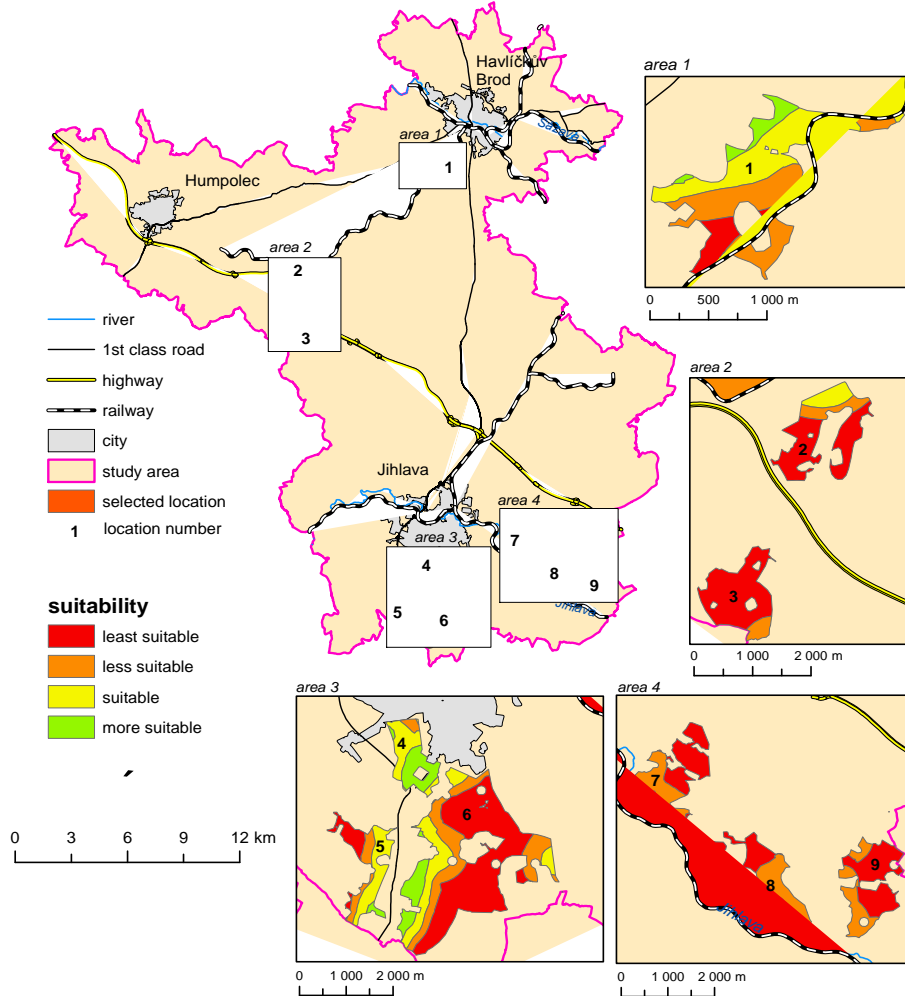 Havlíčkův
Brod
Sázava
area 1
1
Humpolec
area 2
2
3
Jihlava
area 3
4
5
6
area 4
7
8
9
Jihlava
river
1st class road
highway
railway
city
study area
selected location
1 location number
suitability
least suitable
less suitable
suitable
more suitable
0 3 6 9 12 km
area 1
1
0 500 1 000 m
area 2
2
3
0 1 000 2 000 m
area 3
4
5
6
0 1 000 2 000 m
area 4
7
8
9
Jihlava
0 1 000 2 000 m